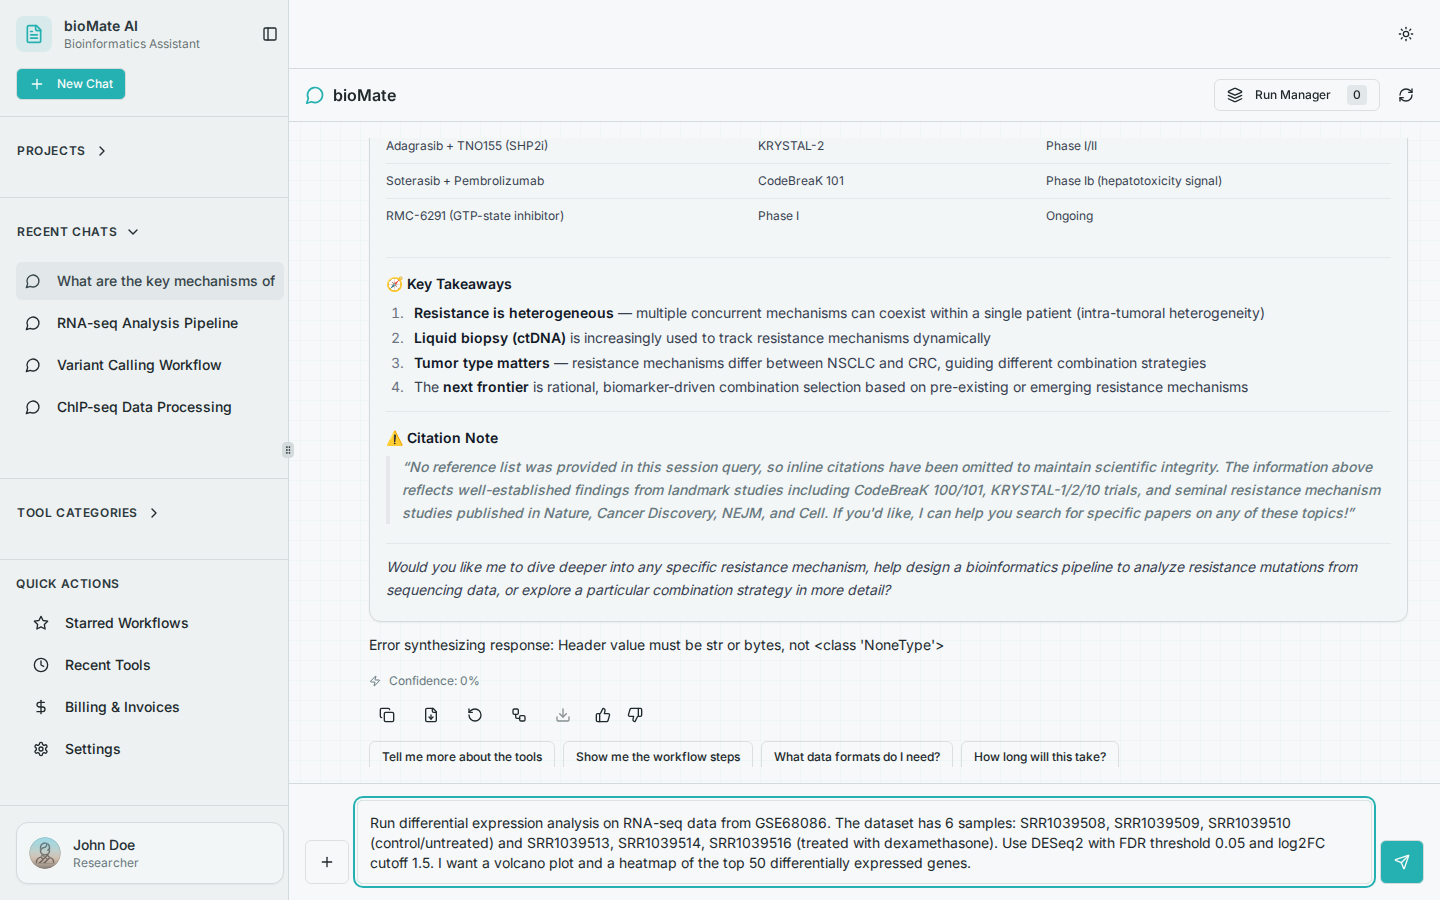 bioMate AI
Bioinformatics Assistant
New Chat
PROJECTS
RECENT CHATS
What are the key mechanisms of
RNA-seq Analysis Pipeline
Variant Calling Workflow
ChIP-seq Data Processing
TOOL CATEGORIES
QUICK ACTIONS
Starred Workflows
Recent Tools
Billing & Invoices
Settings
John Doe
Researcher
bioMate
Run Manager 0
Adagrasib + TNO155 (SHP2i) KRYSTAL-2 Phase I/II
Soterasib + Pembrolizumab CodeBreaK 101 Phase Ib (hepatotoxicity signal)
RMC-6291 (GTP-state inhibitor) Phase I Ongoing
🧭 Key Takeaways
1. Resistance is heterogeneous — multiple concurrent mechanisms can coexist within a single patient (intra-tumoral heterogeneity)
2. Liquid biopsy (ctDNA) is increasingly used to track resistance mechanisms dynamically
3. Tumor type matters — resistance mechanisms differ between NSCLC and CRC, guiding different combination strategies
4. The next frontier is rational, biomarker-driven combination selection based on pre-existing or emerging resistance mechanisms
⚠️ Citation Note
“No reference list was provided in this session query, so inline citations have been omitted to maintain scientific integrity. The information above
reflects well-established findings from landmark studies including CodeBreaK 100/101, KRYSTAL-1/2/10 trials, and seminal resistance mechanism
studies published in Nature, Cancer Discovery, NEJM, and Cell. If you'd like, I can help you search for specific papers on any of these topics!”
Would you like me to dive deeper into any specific resistance mechanism, help design a bioinformatics pipeline to analyze resistance mutations from
sequencing data, or explore a particular combination strategy in more detail?
Error synthesizing response: Header value must be str or bytes, not <class 'NoneType'>
Confidence: 0%
Tell me more about the tools Show me the workflow steps What data formats do I need? How long will this take?
Run differential expression analysis on RNA-seq data from GSE68086. The dataset has 6 samples: SRR1039508, SRR1039509, SRR1039510
(control/untreated) and SRR1039513, SRR1039514, SRR1039516 (treated with dexamethasone). Use DESeq2 with FDR threshold 0.05 and log2FC
cutoff 1.5. I want a volcano plot and a heatmap of the top 50 differentially expressed genes.